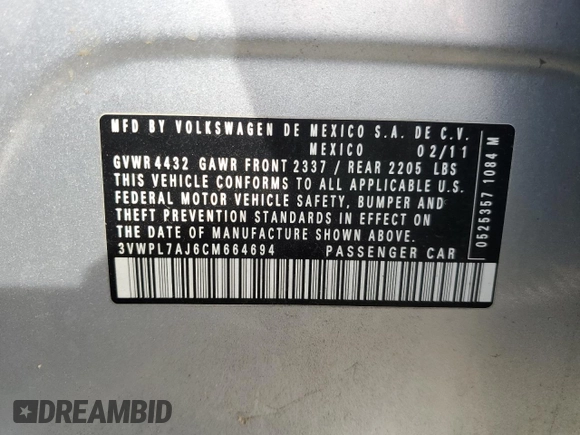 MFD BY VOLKSWAGEN DE MEXICO S.A. DE C.V.
MEXICO 02/11
GVWR 4432 GAWR FRONT 2337 / REAR 2205 LBS
THIS VEHICLE CONFORMS TO ALL APPLICABLE U.S.
FEDERAL MOTOR VEHICLE SAFETY, BUMPER AND
THEFT PREVENTION STANDARDS IN EFFECT ON
THE DATE OF MANUFACTURE SHOWN ABOVE.
3VWPL7AJ6CM664694 PASSENGER CAR
0525357 1084 M
DREAMBID